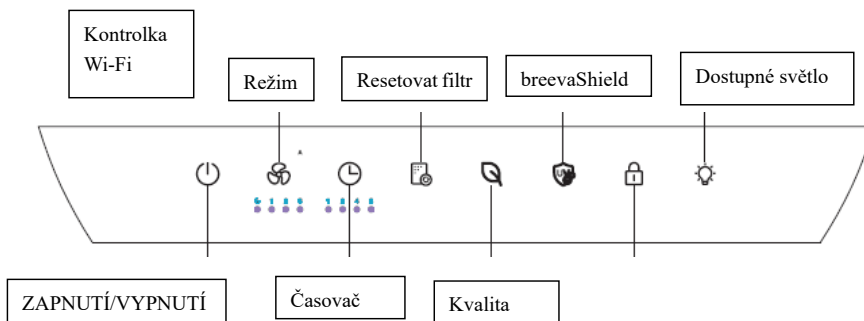 Kontrolka
Wi-Fi
Režim
Resetovat filtr
breevaShield
Dostupné světlo
ZAPNUTÍ/VYPNUTÍ
Časovač
Kvalita